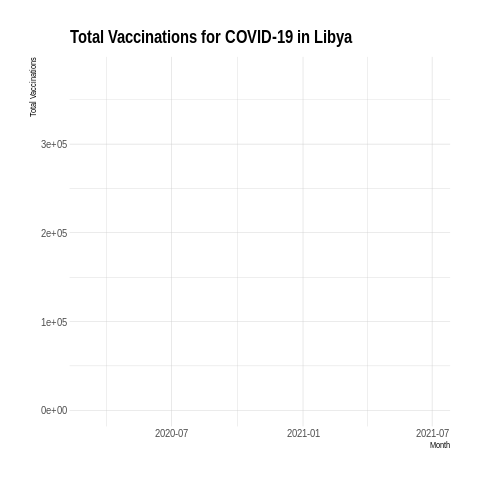 Total Vaccinations for COVID-19 in Libya
Total Vaccinations
3e+05
2e+05
1e+05
0e+00
2020-07 2021-01 2021-07
Month